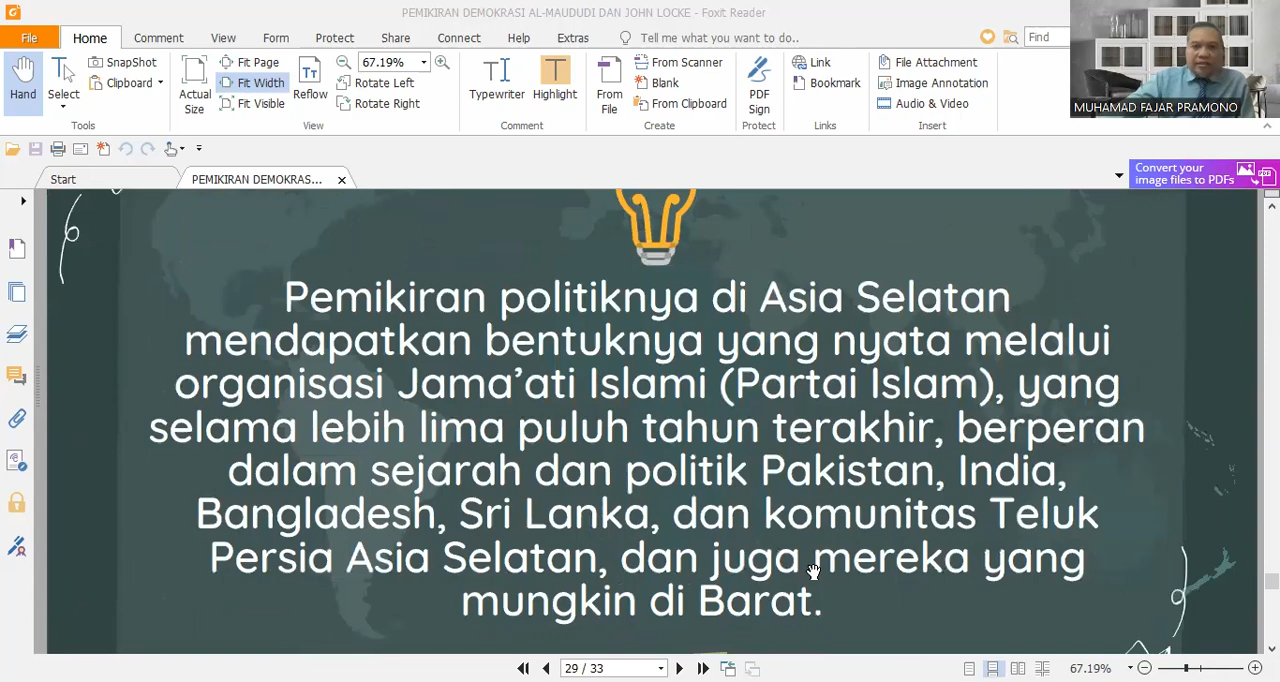 PEMIKIRAN DEMOKRASI AL-MAUDUDI DAN JOHN LOCKE - Foxit Reader
File Home Comment View Form Protect Share Connect Help Extras Tell me what you want to do.. Find
Hand
Select
SnapShot
Clipboard
Tools
Actual Size
Fit Page
Fit Width
Fit Visible
Reflow
67.19%
Rotate Left
Rotate Right
View
Typewriter
Highlight
Comment
From File
From Scanner
Blank
From Clipboard
Create
PDF Sign
Protect
Link
Bookmark
Links
File Attachment
Image Annotation
Audio & Video
Insert
MUHAMAD FAJAR PRAMONO
Start
PEMIKIRAN DEMOKRAS...
Convert your
image files to PDFs
PDF
Pemikiran politiknya di Asia Selatan
mendapatkan bentuknya yang nyata melalui
organisasi Jama’ati Islami (Partai Islam), yang
selama lebih lima puluh tahun terakhir, berperan
dalam sejarah dan politik Pakistan, India,
Bangladesh, Sri Lanka, dan komunitas Teluk
Persia Asia Selatan, dan juga mereka yang
mungkin di Barat.
29 / 33
67.19%